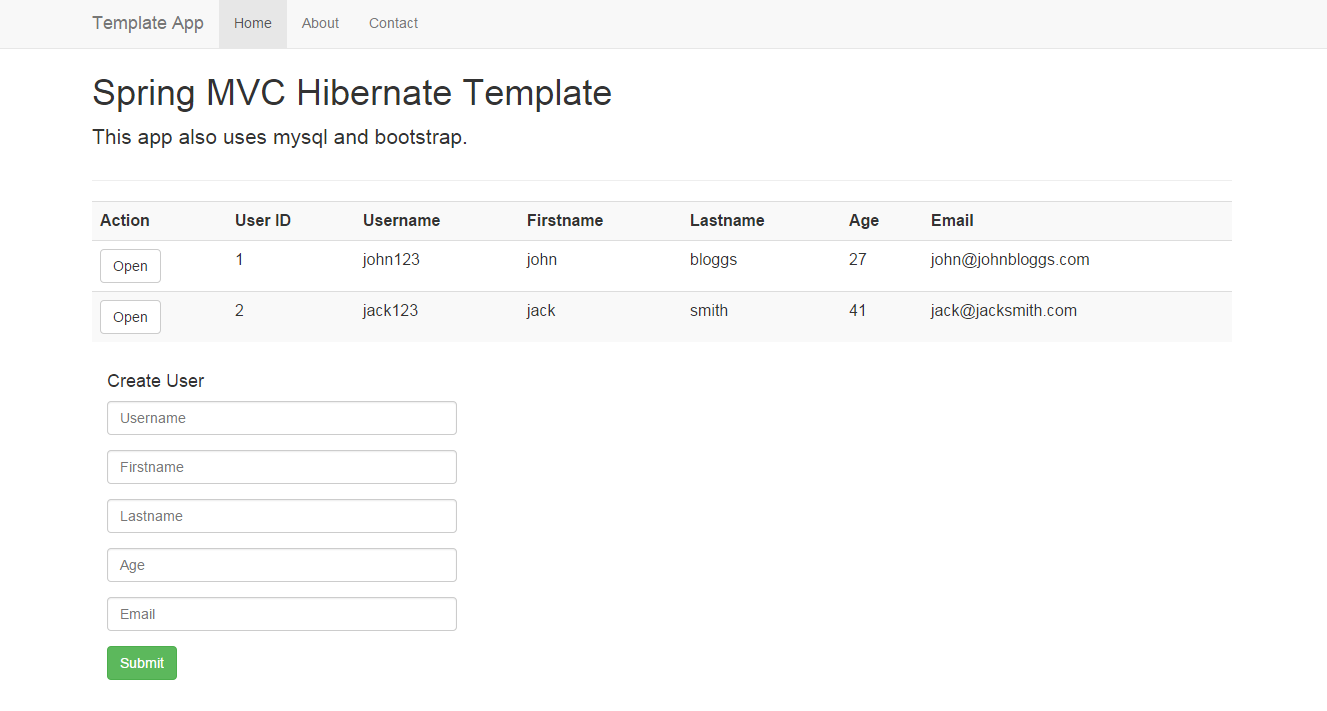 Template App Home About Contact
Spring MVC Hibernate Template
This app also uses mysql and bootstrap.
Action User ID Username Firstname Lastname Age Email
Open 1 john123 john bloggs 27 john@johnbloggs.com
Open 2 jack123 jack smith 41 jack@jacksmith.com
Create User
Username
Firstname
Lastname
Age
Email
Submit